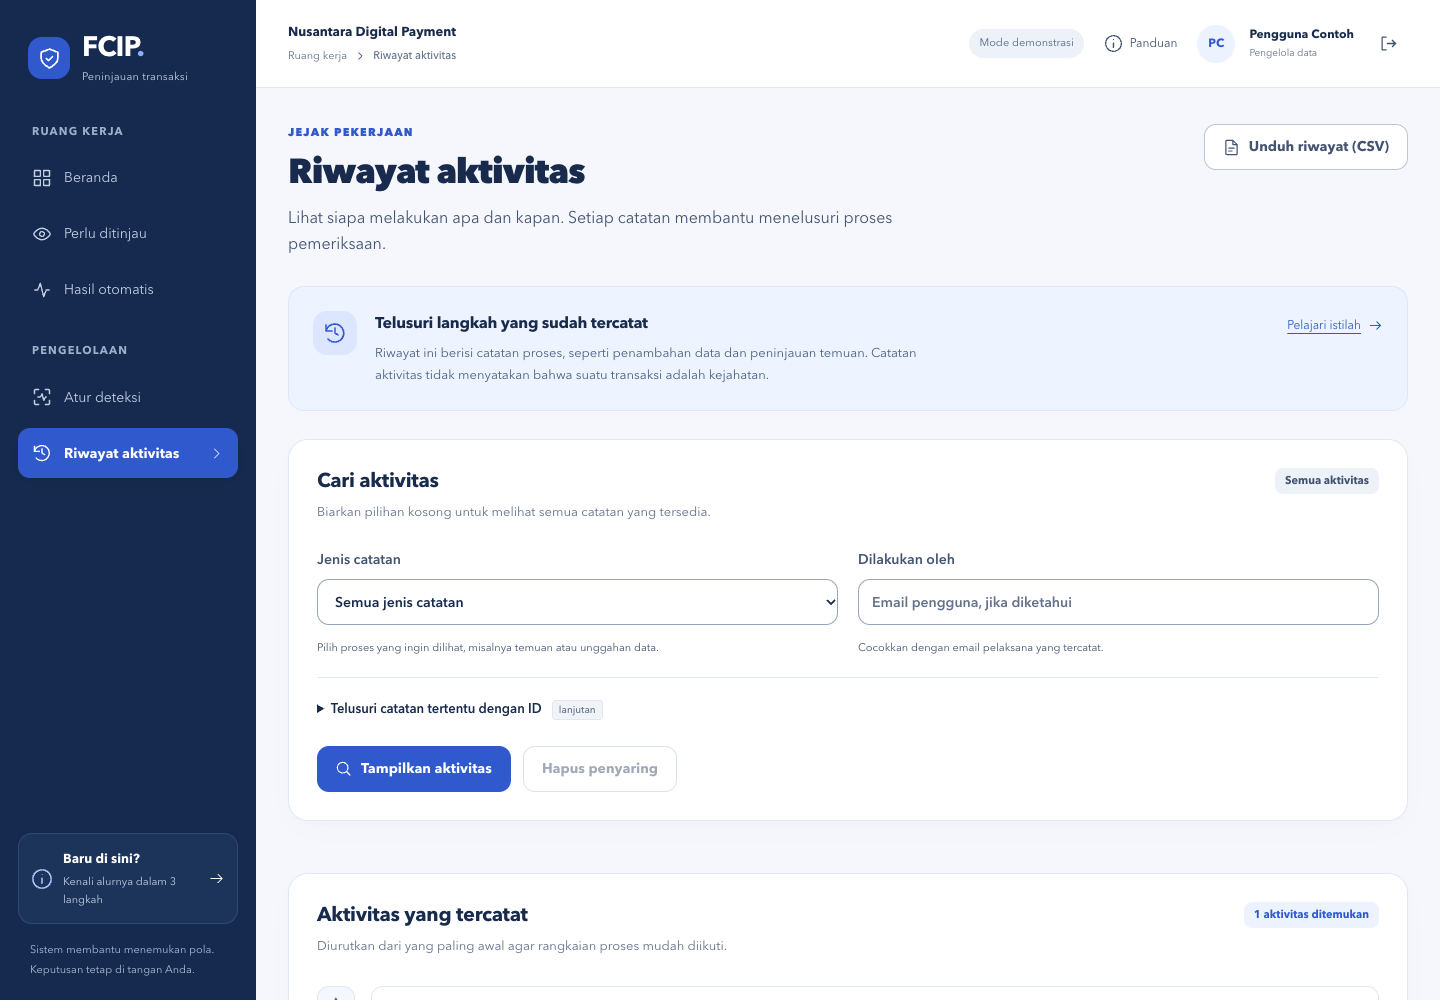 FCIP.
Peninjauan transaksi
RUANG KERJA
Beranda
Perlu ditinjau
Hasil otomatis
PENGELOLAAN
Atur deteksi
Riwayat aktivitas
Baru di sini?
Kenali alurnya dalam 3
langkah
Sistem membantu menemukan pola.
Keputusan tetap di tangan Anda.
Nusantara Digital Payment
Ruang kerja > Riwayat aktivitas
Mode demonstrasi
Panduan
PC
Pengguna Contoh
Pengelola data
JEJAK PEKERJAAN
Riwayat aktivitas
Lihat siapa melakukan apa dan kapan. Setiap catatan membantu menelusuri proses
pemeriksaan.
Unduh riwayat (CSV)
Telusuri langkah yang sudah tercatat
Riwayat ini berisi catatan proses, seperti penambahan data dan peninjauan temuan. Catatan
aktivitas tidak menyatakan bahwa suatu transaksi adalah kejahatan.
Pelajari istilah
Cari aktivitas
Semua aktivitas
Biarkan pilihan kosong untuk melihat semua catatan yang tersedia.
Jenis catatan
Semua jenis catatan
Pilih proses yang ingin dilihat, misalnya temuan atau unggahan data.
Dilakukan oleh
Email pengguna, jika diketahui
Cocokkan dengan email pelaksana yang tercatat.
Telusuri catatan tertentu dengan ID
lanjutan
Tampilkan aktivitas
Hapus penyaring
Aktivitas yang tercatat
1 aktivitas ditemukan
Diurutkan dari yang paling awal agar rangkaian proses mudah diikuti.